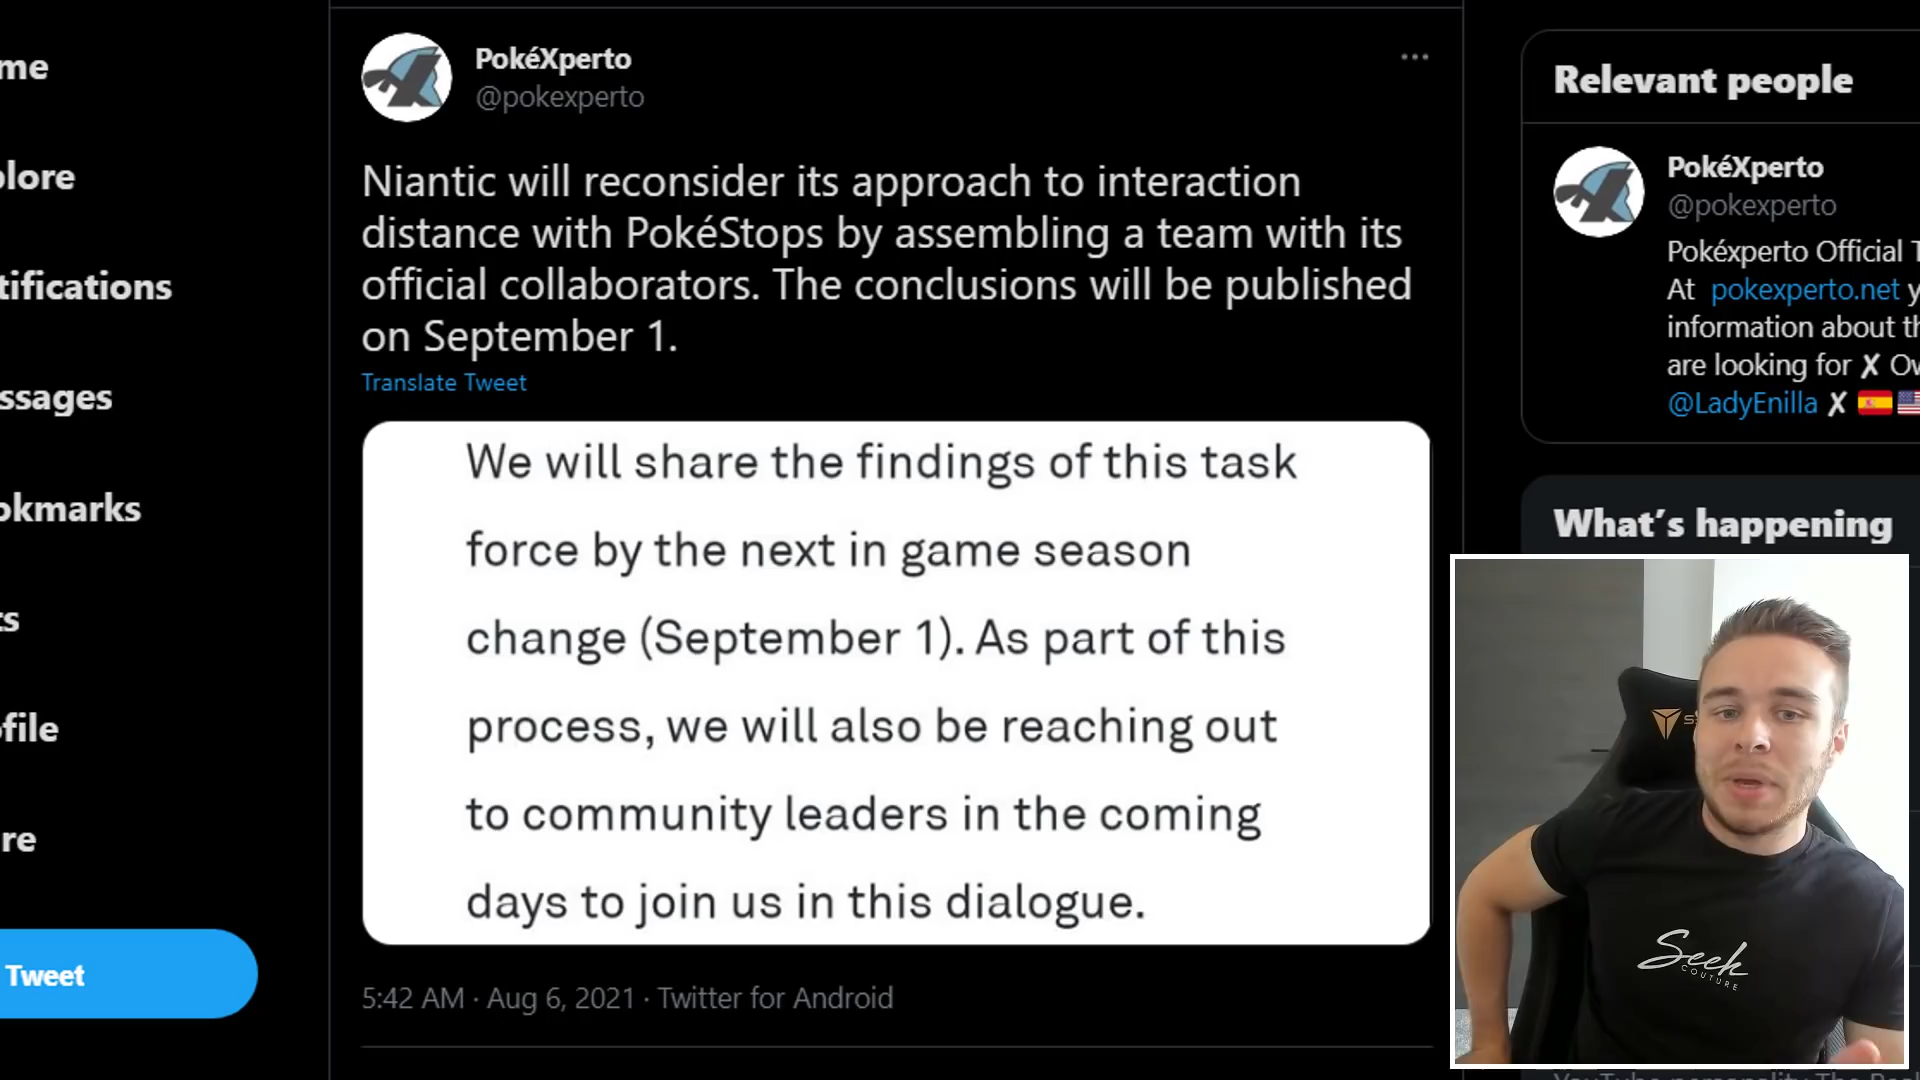 me
lore
tifications
ssages
okmarks
ts
file
re
Tweet
PokéXperto
@pokexperto
Niantic will reconsider its approach to interaction
distance with PokéStops by assembling a team with its
official collaborators. The conclusions will be published
on September 1.
Translate Tweet
We will share the findings of this task
force by the next in game season
change (September 1). As part of this
process, we will also be reaching out
to community leaders in the coming
days to join us in this dialogue.
5:42 AM · Aug 6, 2021 · Twitter for Android
Relevant people
PokéXperto
@pokexperto
Pokéxperto Official T
At pokexperto.net y
information about th
are looking for ✗ Ow
@LadyEnilla ✗
What's happening
Seek
COUTURE